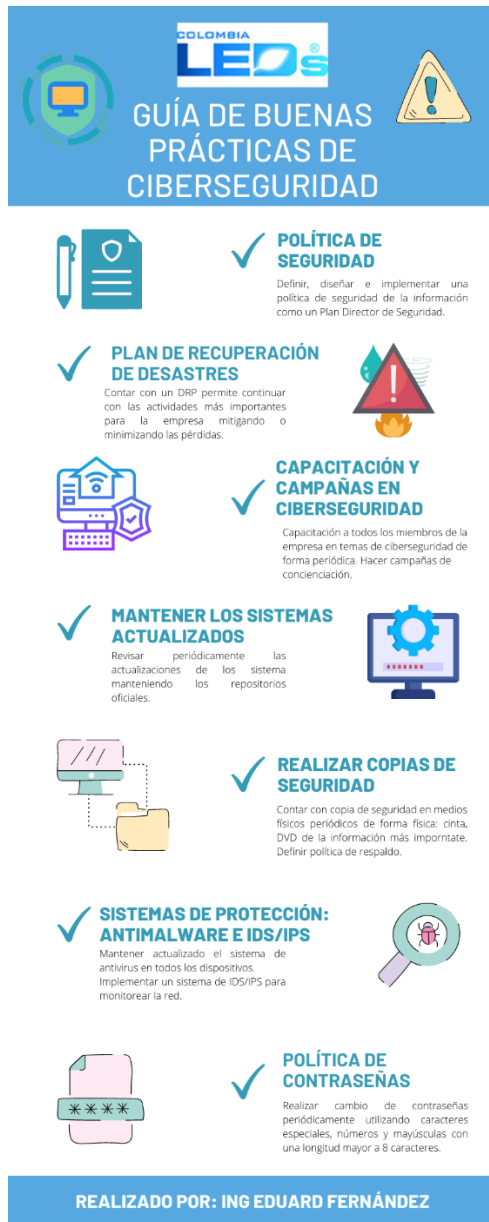 COLOMBIA
LEDs®
GUÍA DE BUENAS
PRÁCTICAS DE
CIBERSEGURIDAD
POLÍTICA DE
SEGURIDAD
Definir, diseñar e implementar una
política de seguridad de la información
como un Plan Director de Seguridad.
PLAN DE RECUPERACIÓN
DE DESASTRES
Contar con un DRP permite continuar
con las actividades más importantes
para la empresa mitigando o
minimizando las pérdidas.
CAPACITACIÓN Y
CAMPAÑAS EN
CIBERSEGURIDAD
Capacitación a todos los miembros de la
empresa en temas de ciberseguridad de
forma periódica. Hacer campañas de
concienciación.
MANTENER LOS SISTEMAS
ACTUALIZADOS
Revisar periódicamente las
actualizaciones de los sistema
manteniendo los repositorios
oficiales.
REALIZAR COPIAS DE
SEGURIDAD
Contar con copia de seguridad en medios
físicos periódicos de forma física: cinta,
DVD de la información más imporntate.
Definir política de respaldo.
SISTEMAS DE PROTECCIÓN:
ANTIMALWARE E IDS/IPS
Mantener actualizado el sistema de
antivirus en todos los dispositivos.
Implementar un sistema de IDS/IPS para
monitorear la red.
POLÍTICA DE
CONTRASEÑAS
Realizar cambio de contraseñas
periódicamente utilizando caracteres
especiales, números y mayúsculas con
una longitud mayor a 8 caracteres.
REALIZADO POR: ING EDUARD FERNÁNDEZ